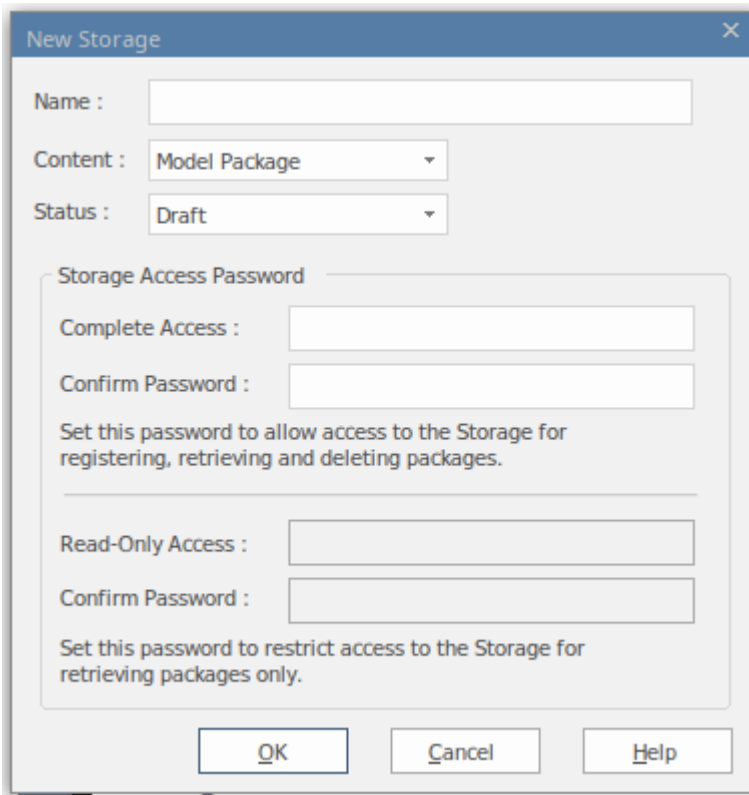 New Storage
Name :
Content : Model Package
Status : Draft
Storage Access Password
Complete Access :
Confirm Password :
Set this password to allow access to the Storage for
registering, retrieving and deleting packages.
Read-Only Access :
Confirm Password :
Set this password to restrict access to the Storage for
retrieving packages only.
OK Cancel Help